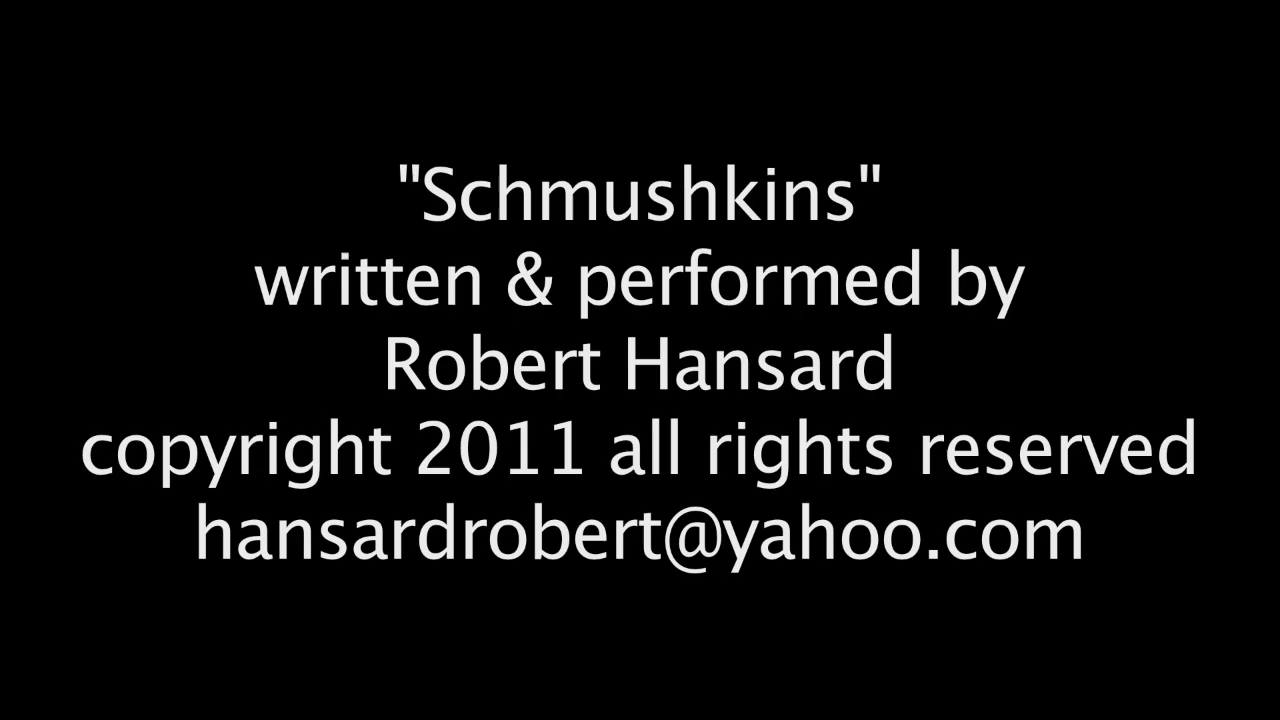 "Schmushkins"
written & performed by
Robert Hansard
copyright 2011 all rights reserved
hansardrobert@yahoo.com